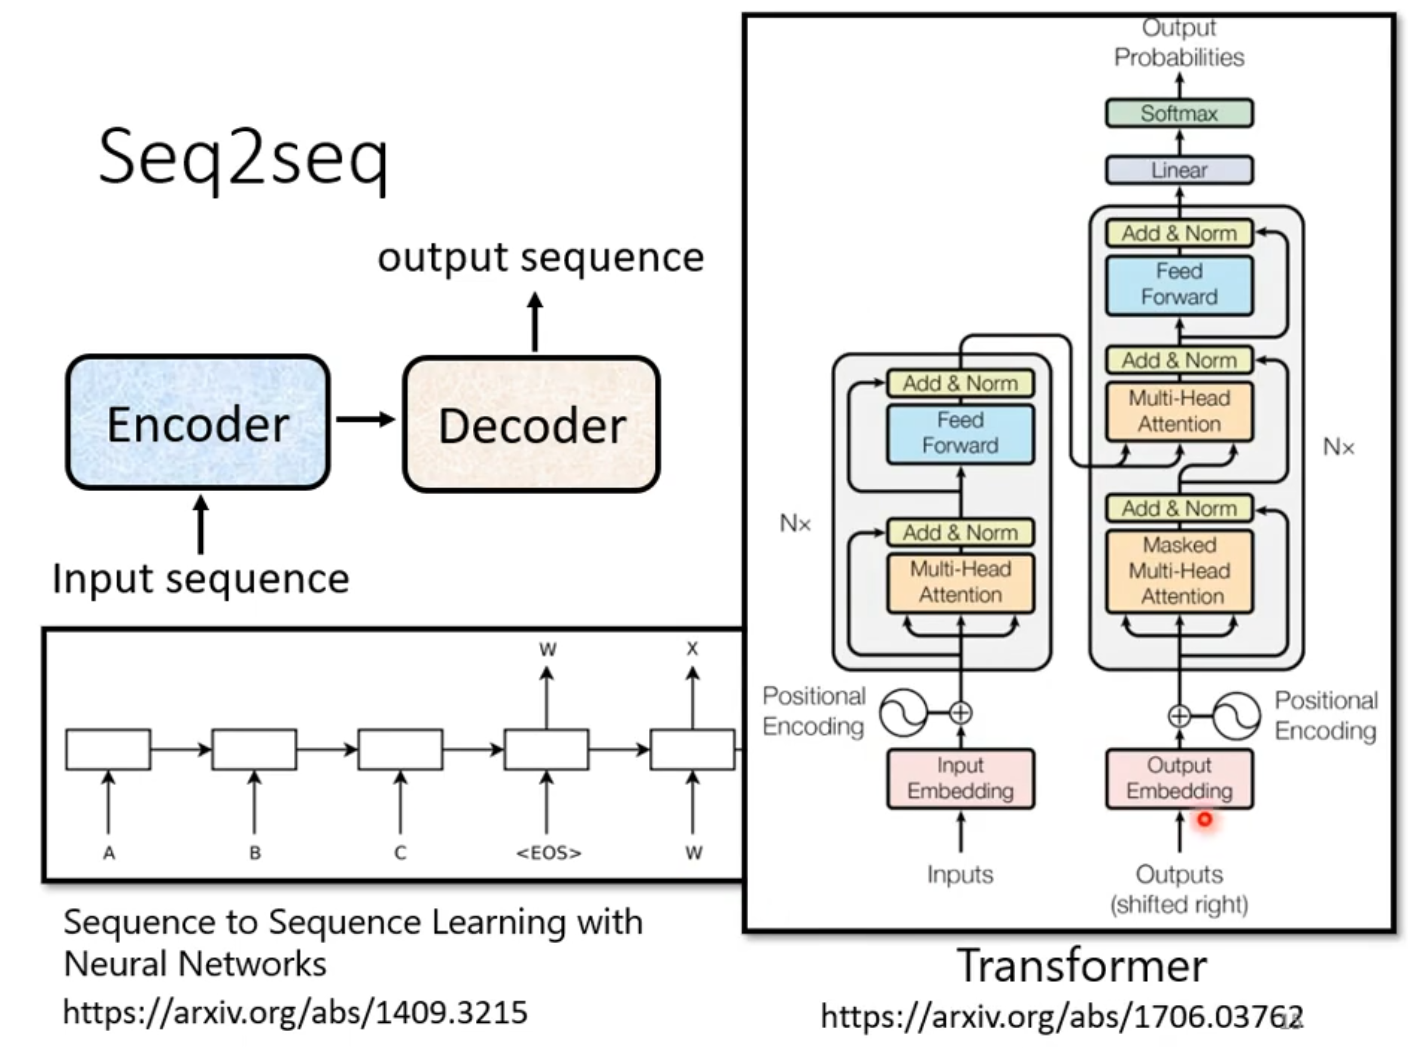 Seq2seq
output sequence
Encoder
Decoder
Input sequence
W
X
A
B
C
<EOS>
W
Sequence to Sequence Learning with
Neural Networks
https://arxiv.org/abs/1409.3215
Output
Probabilities
Softmax
Linear
Add & Norm
Feed
Forward
Add & Norm
Multi-Head
Attention
Nx
Add & Norm
Masked
Multi-Head
Attention
Positional
Encoding
Output
Embedding
Outputs
(shifted right)
Add & Norm
Feed
Forward
Nx
Add & Norm
Multi-Head
Attention
Positional
Encoding
Input
Embedding
Inputs
Transformer
https://arxiv.org/abs/1706.03762
15